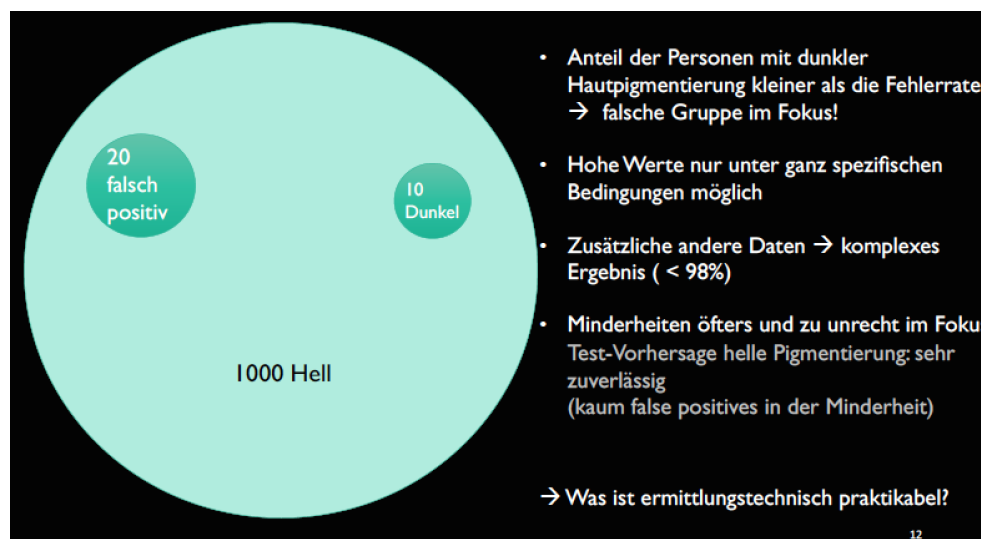 20
falsch
positiv
10
Dunkel
1000 Hell
• Anteil der Personen mit dunkler
Hautpigmentierung kleiner als die Fehlerrate
→ falsche Gruppe im Fokus!
• Hohe Werte nur unter ganz spezifischen
Bedingungen möglich
• Zusätzliche andere Daten → komplexes
Ergebnis ( < 98%)
• Minderheiten öfters und zu unrecht im Foku
Test-Vorhersage helle Pigmentierung: sehr
zuverlässig
(kaum false positives in der Minderheit)
→ Was ist ermittlungstechnisch praktikabel?
12